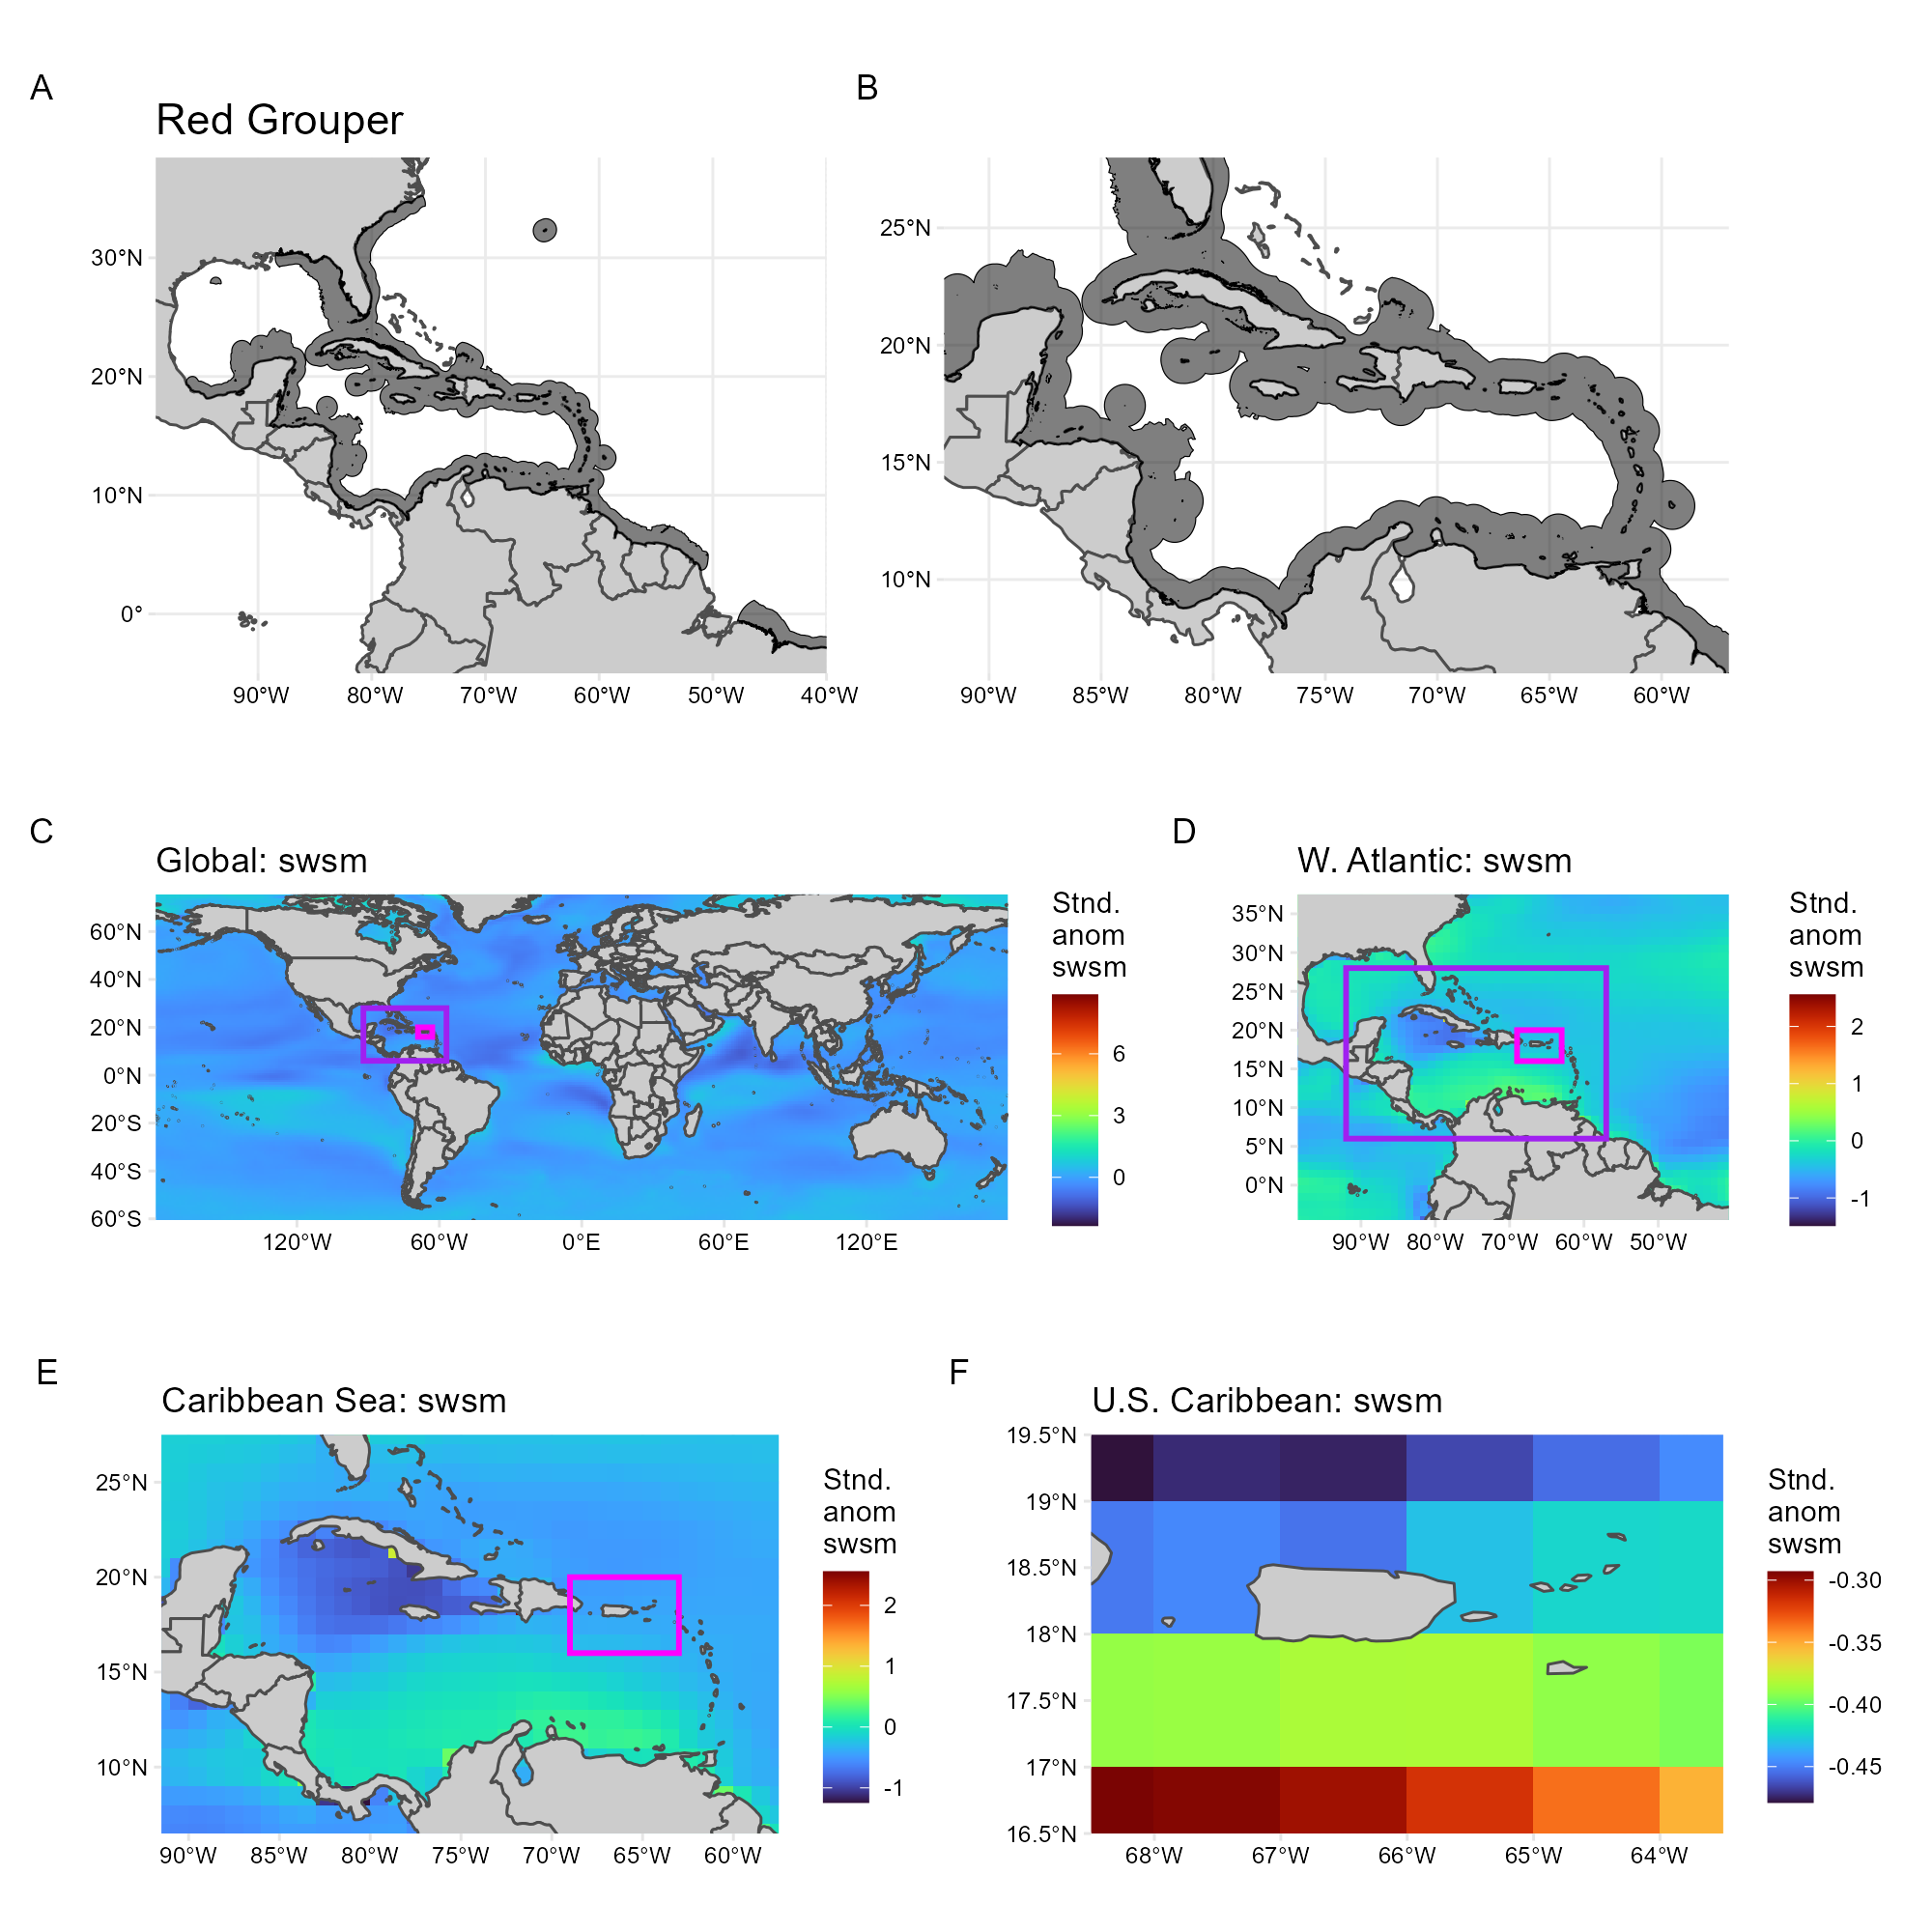 A
B
Red Grouper
30°N
20°N
10°N
0°
90°W 80°W 70°W 60°W 50°W 40°W
25°N
20°N
15°N
10°N
90°W 85°W 80°W 75°W 70°W 65°W 60°W
C
Global: swsm
60°N
40°N
20°N
0°N
20°S
40°S
60°S
120°W 60°W 0°E 60°E 120°E
Stnd.
anom
swsm
6
3
0
D
W. Atlantic: swsm
35°N
30°N
25°N
20°N
15°N
10°N
5°N
0°N
90°W 80°W 70°W 60°W 50°W
Stnd.
anom
swsm
2
1
0
-1
E
Caribbean Sea: swsm
25°N
20°N
15°N
10°N
90°W 85°W 80°W 75°W 70°W 65°W 60°W
Stnd.
anom
swsm
2
1
0
-1
F
U.S. Caribbean: swsm
19.5°N
19°N
18.5°N
18°N
17.5°N
17°N
16.5°N
68°W 67°W 66°W 65°W 64°W
Stnd.
anom
swsm
-0.30
-0.35
-0.40
-0.45